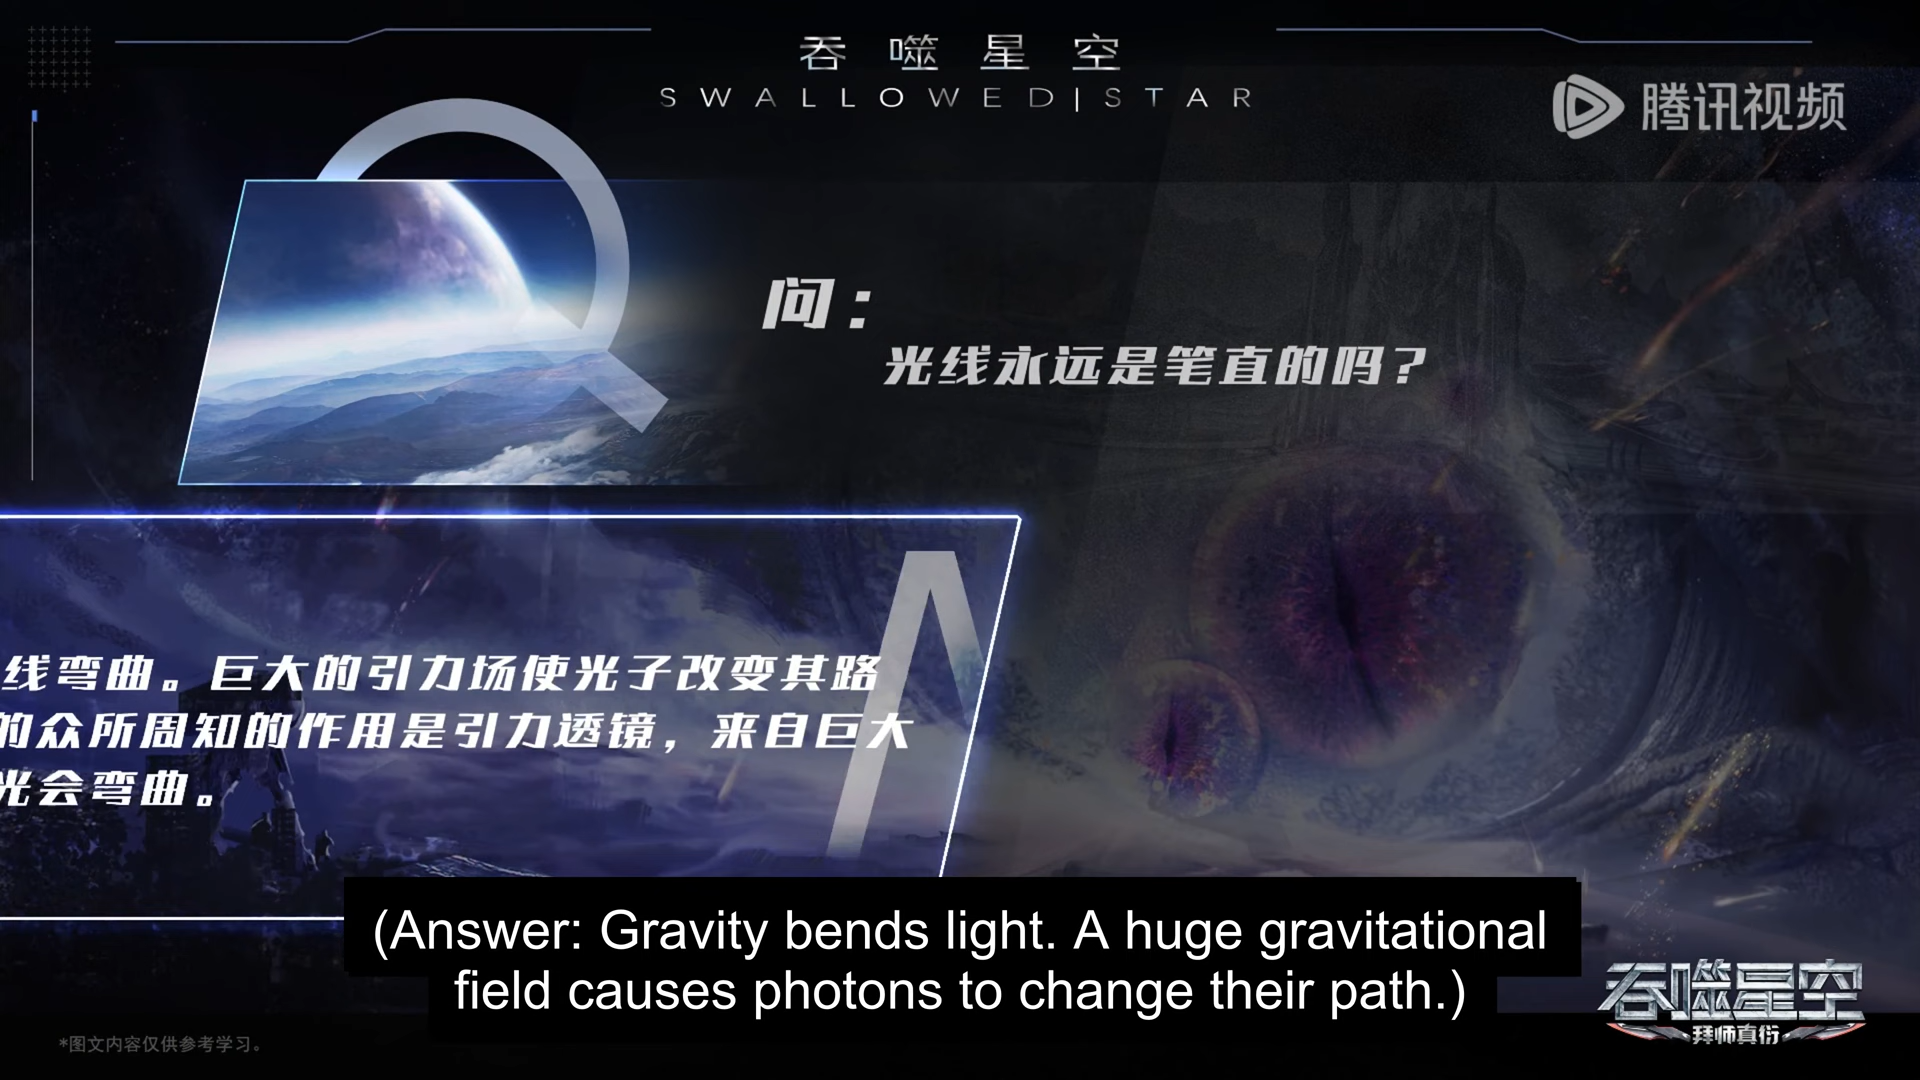 吞噬星空
SWALLOWED|STAR
腾讯视频
问：
光线永远是笔直的吗？
A
线弯曲。巨大的引力场使光子改变其路
的众所周知的作用是引力透镜，来自巨大
光会弯曲。
(Answer: Gravity bends light. A huge gravitational
field causes photons to change their path.)
*图文内容仅供参考学习。
吞噬星空
拜师真衍